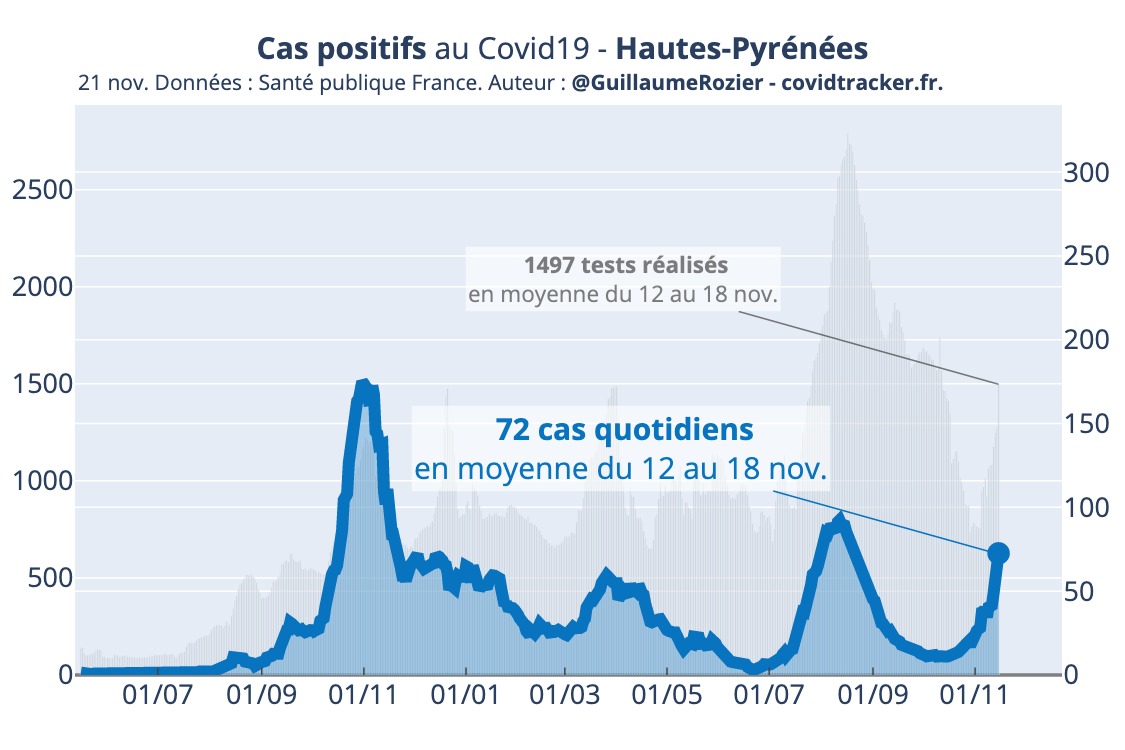 Cas positifs au Covid19 - Hautes-Pyrénées
21 nov. Données : Santé publique France. Auteur : @GuillaumeRozier - covidtracker.fr.
300
2500
250
1497 tests réalisés
en moyenne du 12 au 18 nov.
2000
200
1500
150
72 cas quotidiens
en moyenne du 12 au 18 nov.
1000
100
500
50
0
0
01/07 01/09 01/11 01/01 01/03 01/05 01/07 01/09 01/11